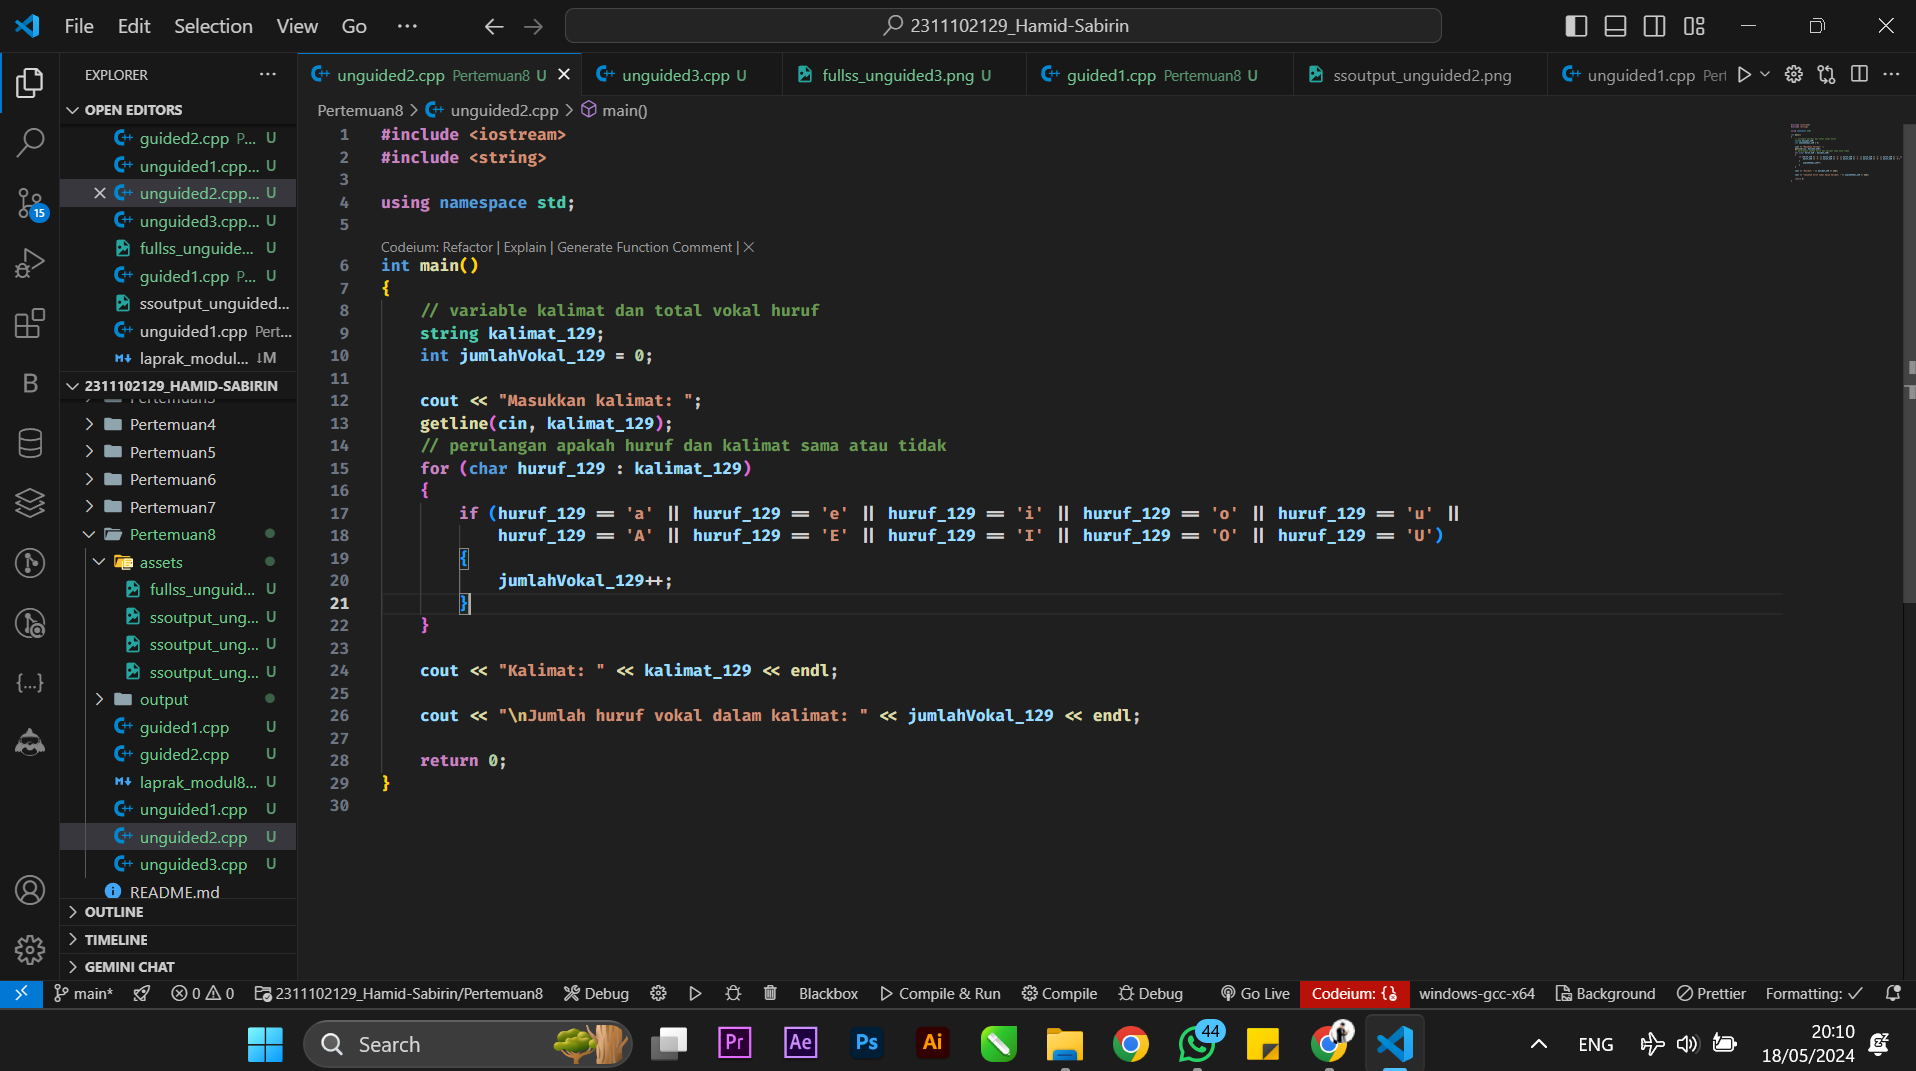 File Edit Selection View Go ··· 2311102129_Hamid-Sabirin
EXPLORER ···
OPEN EDITORS
guided2.cpp P... U
unguided1.cpp... U
unguided2.cpp... U
unguided3.cpp... U
fullss_unguide... U
guided1.cpp P... U
ssoutput_unguided...
unguided1.cpp Pert...
laprak_modul... ↓M
2311102129_HAMID-SABIRIN
Pertemuan4
Pertemuan5
Pertemuan6
Pertemuan7
Pertemuan8
assets
fullss_unguid... U
ssoutput_ung... U
ssoutput_ung... U
ssoutput_ung... U
output
guided1.cpp U
guided2.cpp U
laprak_modul8... U
unguided1.cpp U
unguided2.cpp U
unguided3.cpp U
README.md
OUTLINE
TIMELINE
GEMINI CHAT
15
B
unguided2.cpp Pertemuan8 U unguided3.cpp U fullss_unguided3.png U guided1.cpp Pertemuan8 U ssoutput_unguided2.png unguided1.cpp Pert
Pertemuan8 > unguided2.cpp > main()
1 #include <iostream>
2 #include <string>
3
4 using namespace std;
5
Codeium: Refactor | Explain | Generate Function Comment | ×
6 int main()
7 {
8 // variable kalimat dan total vokal huruf
9 string kalimat_129;
10 int jumlahVokal_129 = 0;
11
12 cout << "Masukkan kalimat: ";
13 getline(cin, kalimat_129);
14 // perulangan apakah huruf dan kalimat sama atau tidak
15 for (char huruf_129 : kalimat_129)
16 {
17 if (huruf_129 == 'a' || huruf_129 == 'e' || huruf_129 == 'i' || huruf_129 == 'o' || huruf_129 == 'u' ||
18 huruf_129 == 'A' || huruf_129 == 'E' || huruf_129 == 'I' || huruf_129 == 'O' || huruf_129 == 'U')
19 {
20 jumlahVokal_129++;
21 }
22 }
23
24 cout << "Kalimat: " << kalimat_129 << endl;
25
26 cout << "\nJumlah huruf vokal dalam kalimat: " << jumlahVokal_129 << endl;
27
28 return 0;
29 }
30
main* 0 0 2311102129_Hamid-Sabirin/Pertemuan8 Debug Blackbox Compile & Run Compile Debug Go Live Codeium: {} windows-gcc-x64 Background Prettier Formatting: ✓
Search Pr Ae Ps Ai 44 ENG 20:10
18/05/2024